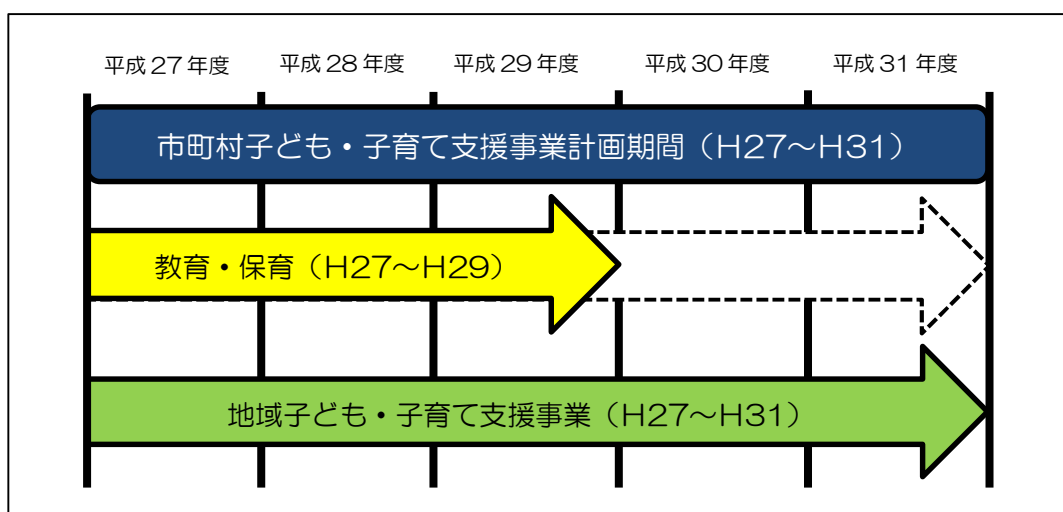 平成27年度 平成28年度 平成29年度 平成30年度 平成31年度
市町村子ども・子育て支援事業計画期間（H27～H31）
教育・保育（H27～H29）
地域子ども・子育て支援事業（H27～H31）